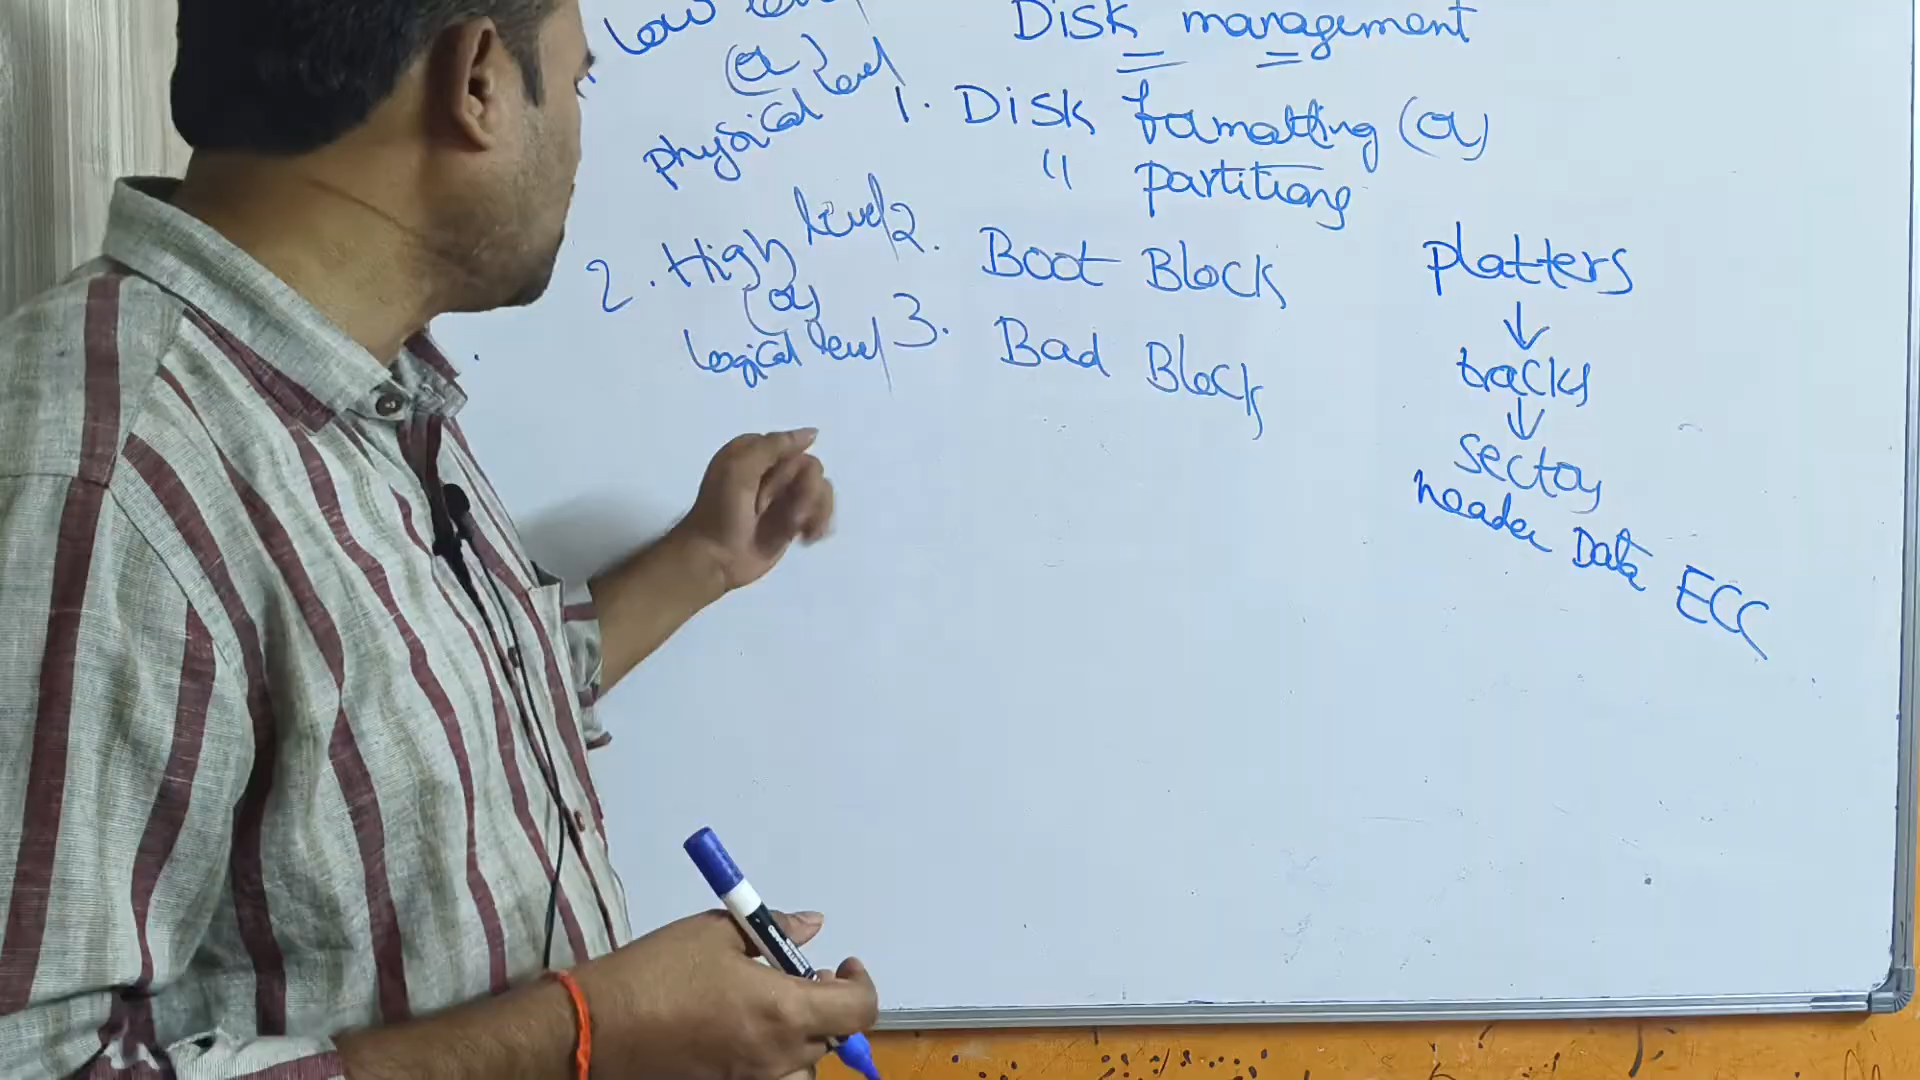 Disk management
1. Disk formatting (or)
" partitions
2. Boot Block
3. Bad Block
low level
(or)
physical level
2. High level
(or)
logical level
platters
↓
tracks
↓
sector
header Data ECC